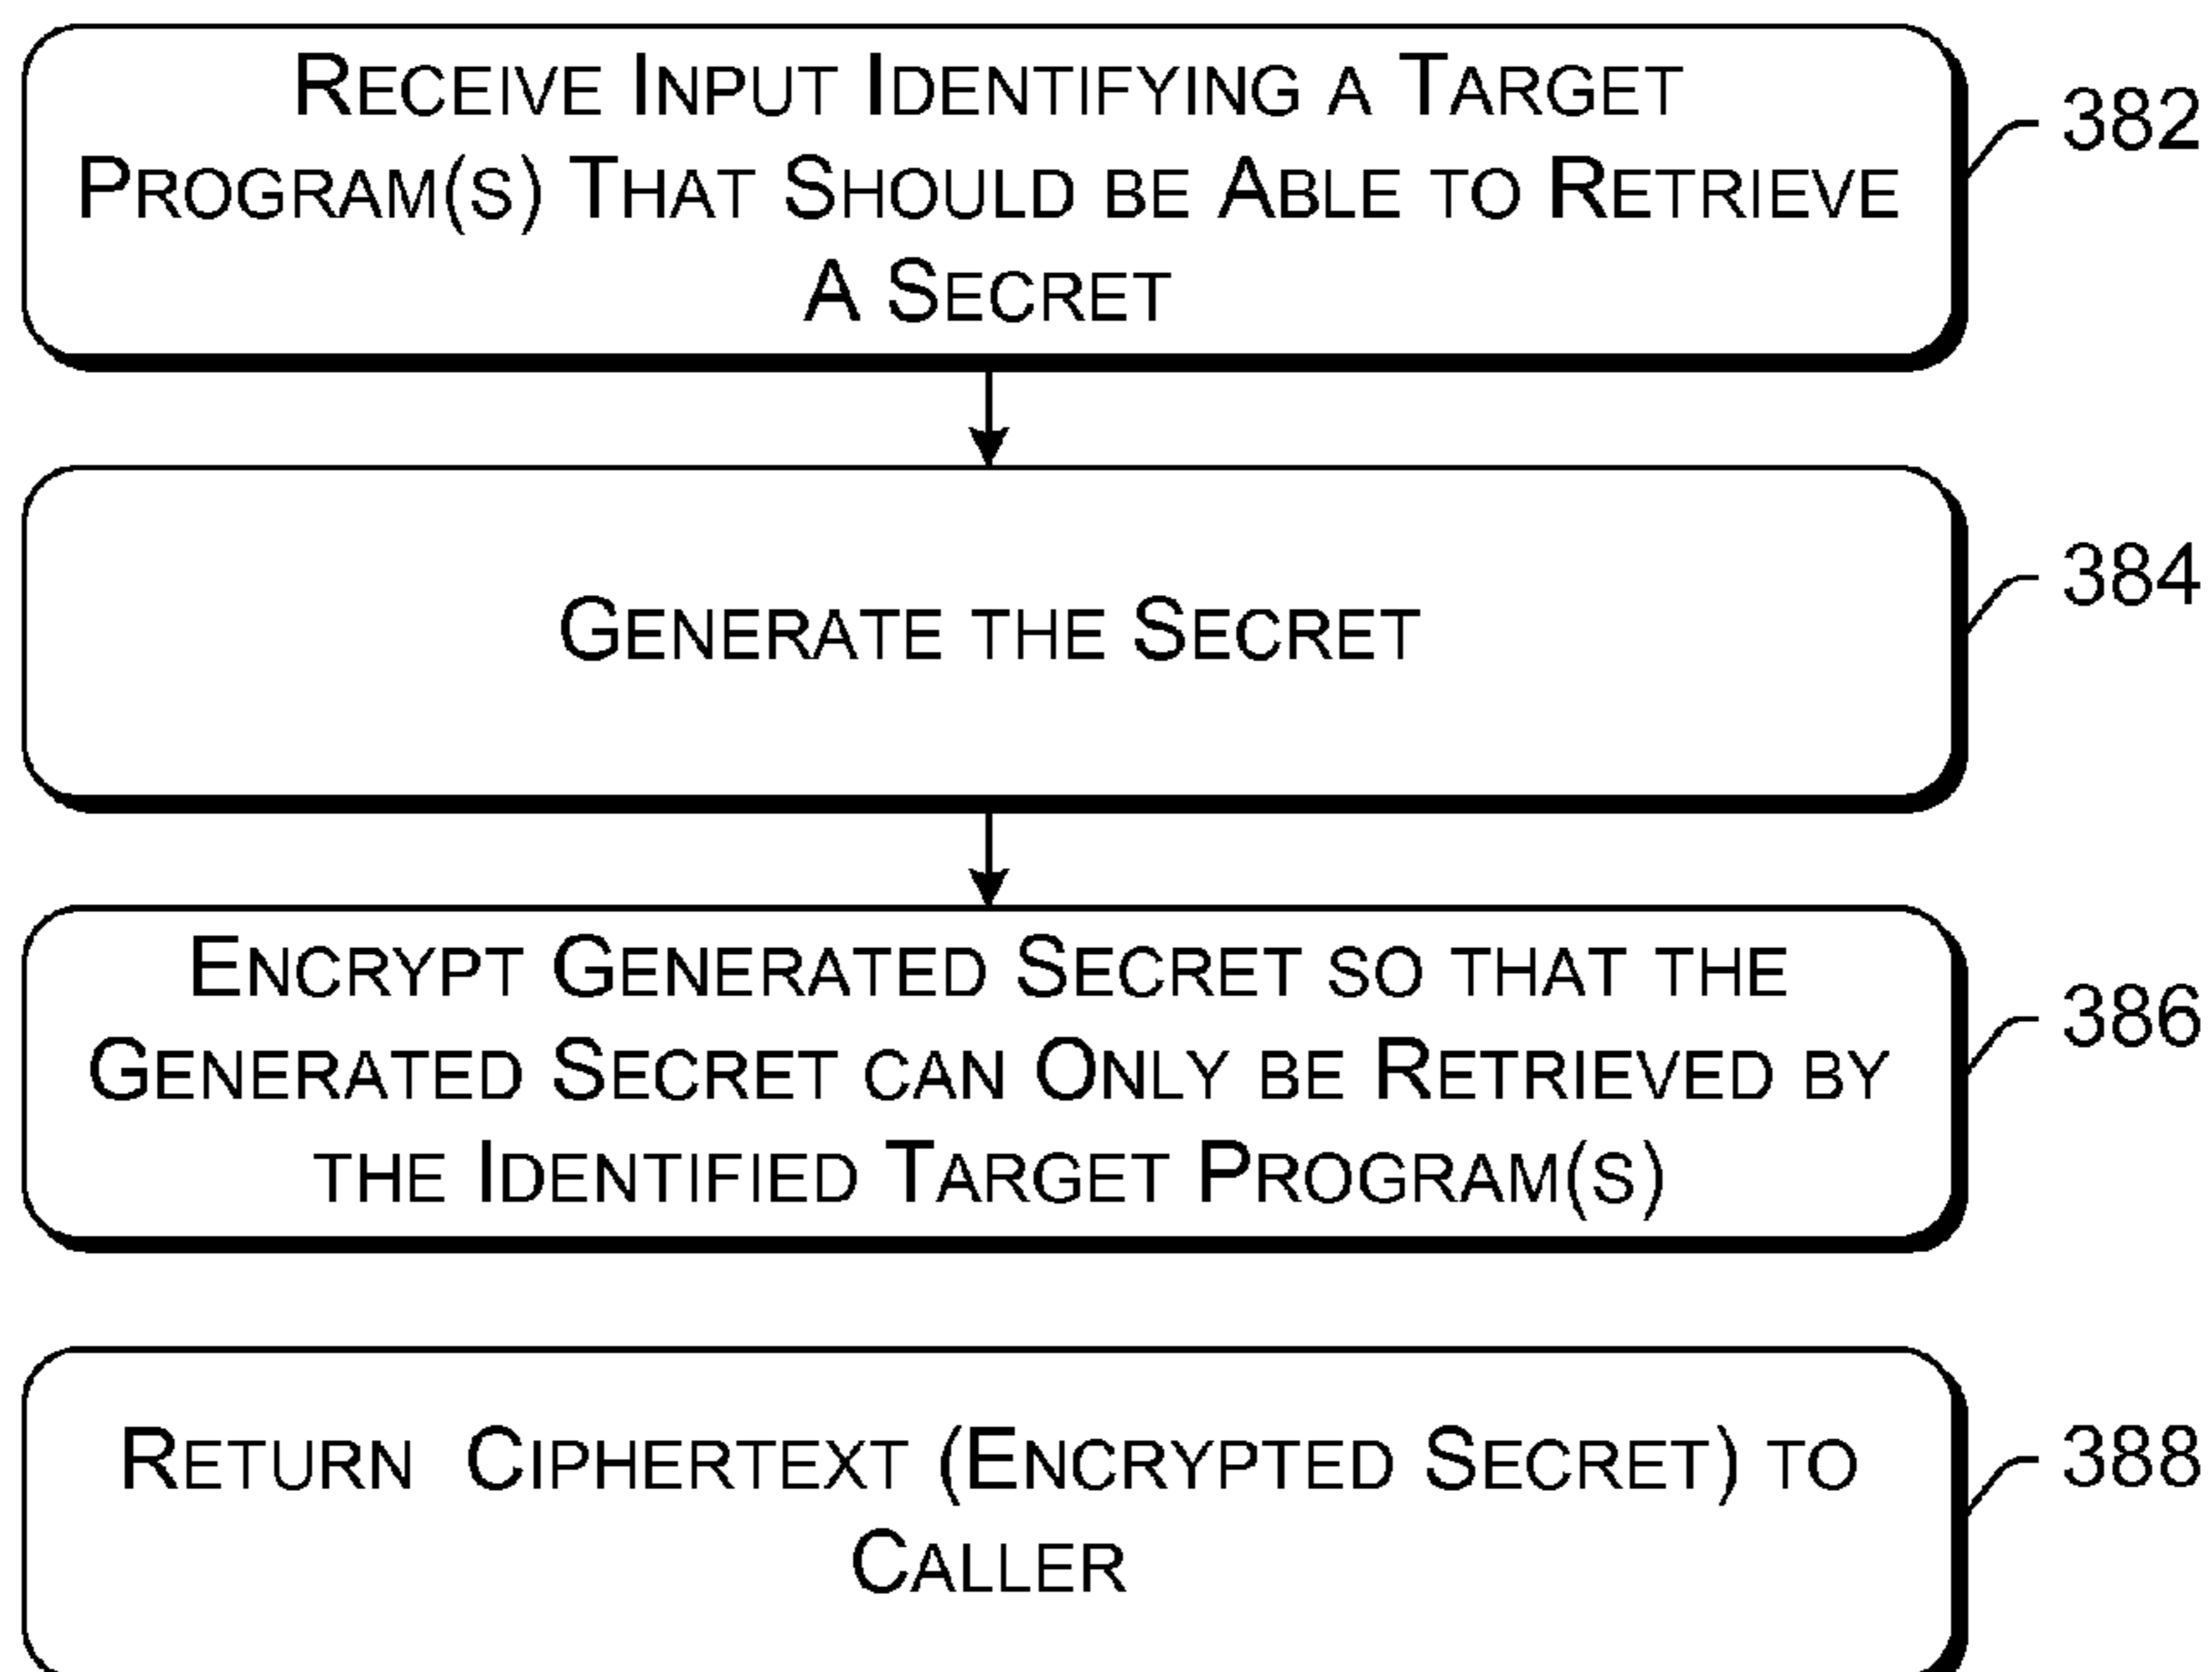 RECEIVE INPUT IDENTIFYING A TARGET
PROGRAM(S) THAT SHOULD BE ABLE TO RETRIEVE
A SECRET
382
GENERATE THE SECRET
384
ENCRYPT GENERATED SECRET SO THAT THE
GENERATED SECRET CAN ONLY BE RETRIEVED BY
THE IDENTIFIED TARGET PROGRAM(S)
386
RETURN CIPHERTEXT (ENCRYPTED SECRET) TO
CALLER
388